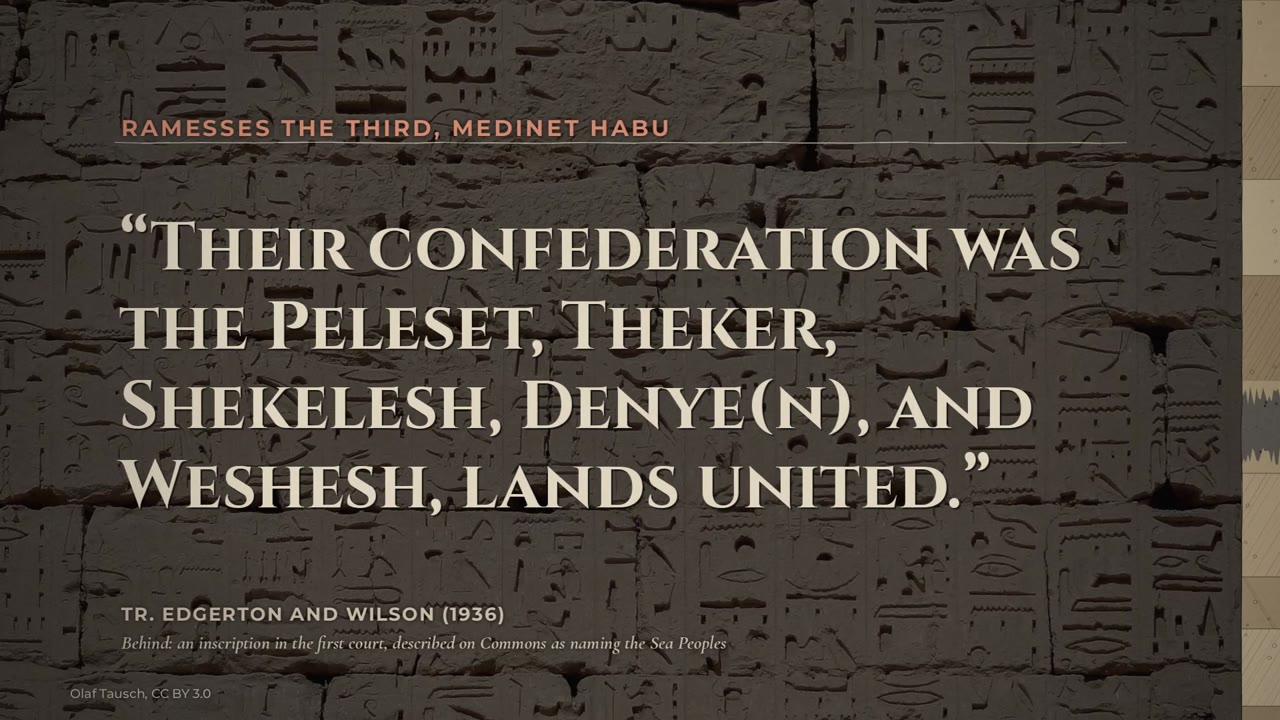 RAMESSES THE THIRD, MEDINET HABU
“Their confederation was
the Peleset, Theker,
Shekelesh, Denye(n), and
Weshesh, lands united.”
TR. EDGERTON AND WILSON (1936)
Behind: an inscription in the first court, described on Commons as naming the Sea Peoples
Olaf Tausch, CC BY 3.0